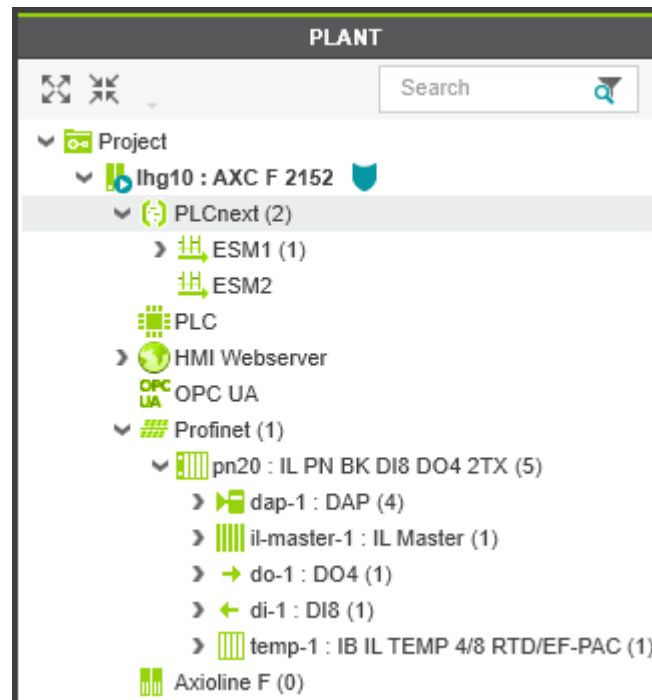 PLANT
Search
Project
lhg10 : AXC F 2152
PLCnext (2)
ESM1 (1)
ESM2
PLC
HMI Webserver
OPC UA OPC UA
Profinet (1)
pn20 : IL PN BK DI8 DO4 2TX (5)
dap-1 : DAP (4)
il-master-1 : IL Master (1)
do-1 : DO4 (1)
di-1 : DI8 (1)
temp-1 : IB IL TEMP 4/8 RTD/EF-PAC (1)
Axioline F (0)